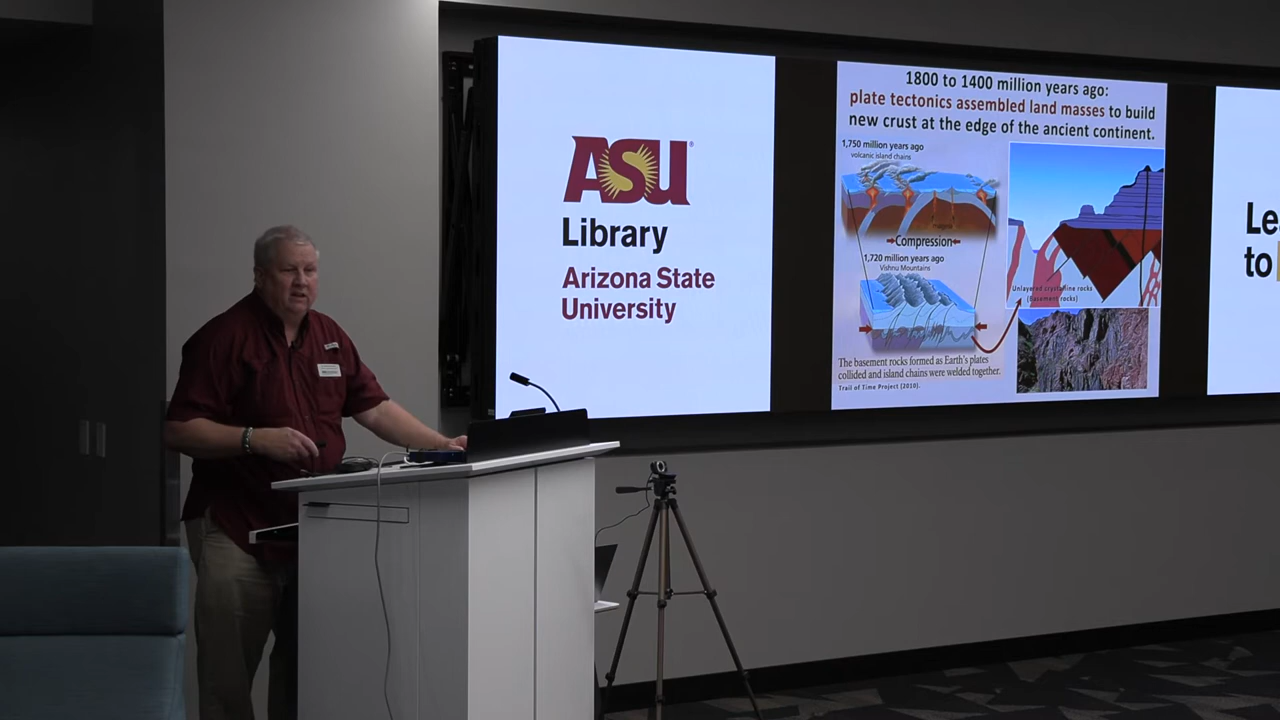 ASU
Library
Arizona State
University
1800 to 1400 million years ago:
plate tectonics assembled land masses to build
new crust at the edge of the ancient continent.
1,750 million years ago
volcanic island chains
Compression
1,720 million years ago
Vishnu Mountains
Unlayered crystalline rocks
(Basement rocks)
The basement rocks formed as Earth's plates
collided and island chains were welded together.
Trail of Time Project (2010).
Le
to